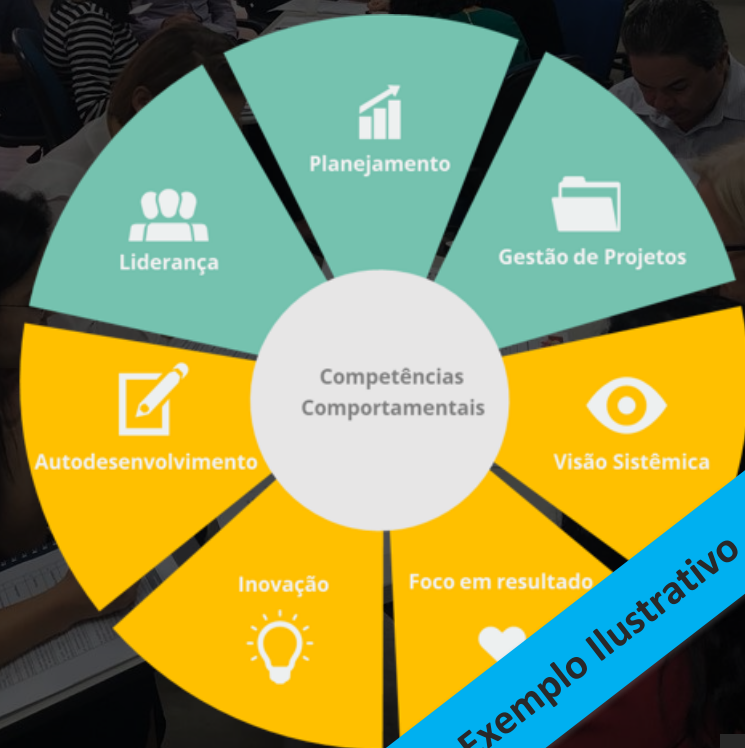 Planejamento
Gestão de Projetos
Liderança
Competências
Comportamentais
Autodesenvolvimento
Visão Sistêmica
Inovação
Foco em resultado
Exemplo Ilustrativo